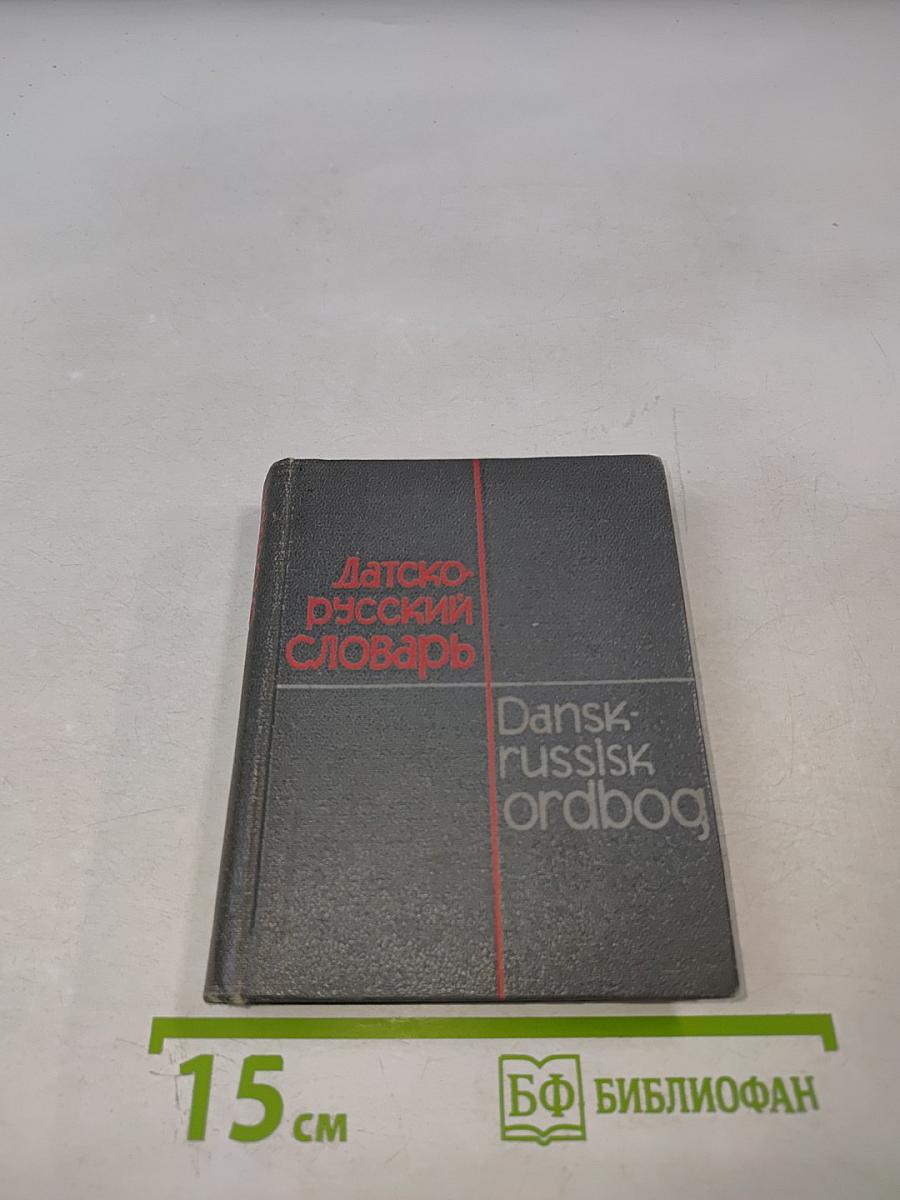 Датско-
русский
словарь
Dansk-
russisk
ordbog
15 см
БФ БИБЛИОФАН